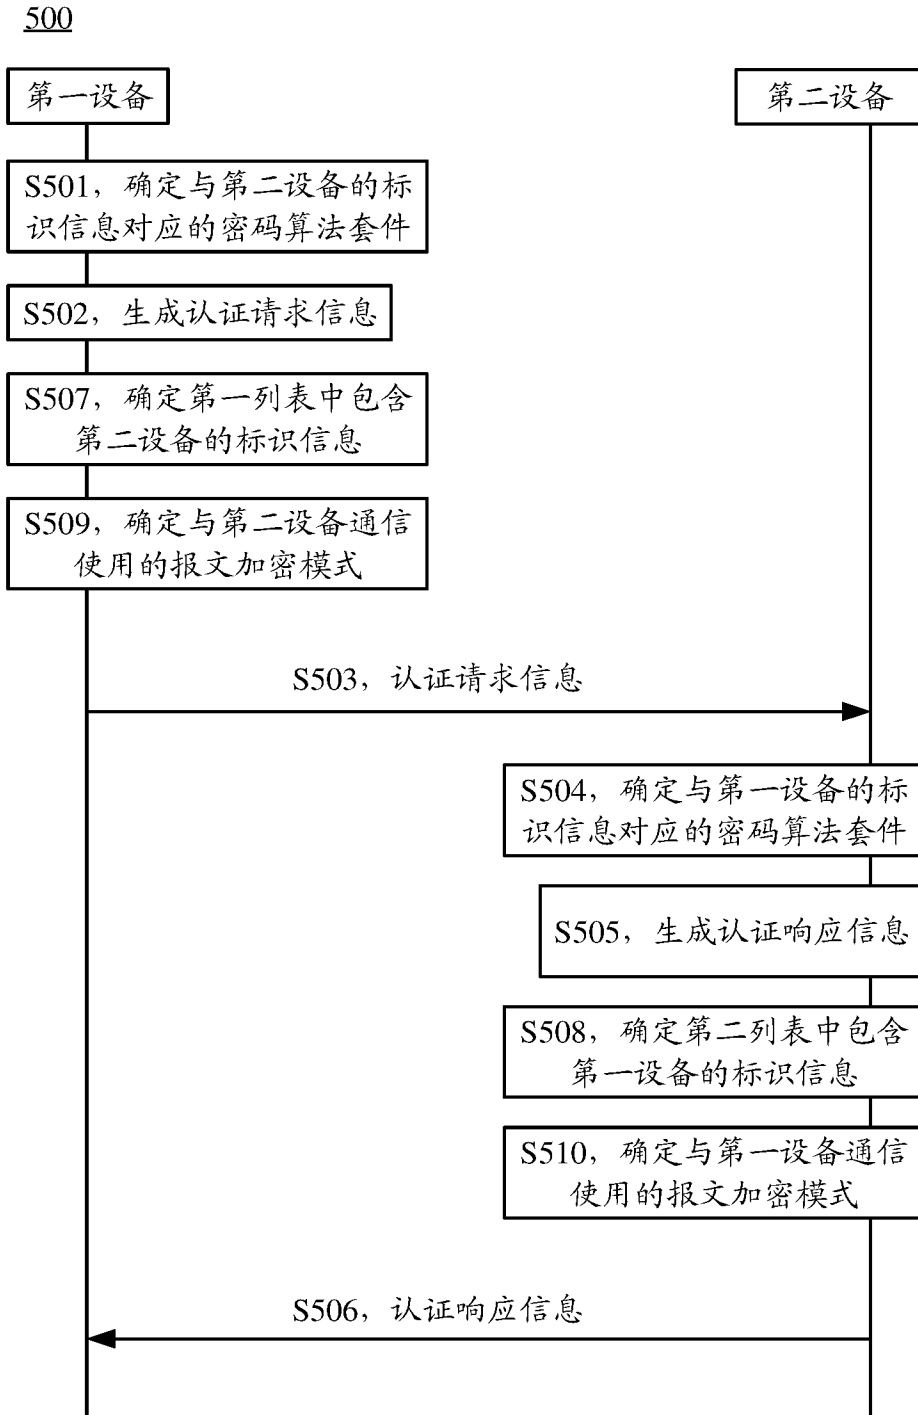 500
第一设备
第二设备
S501，确定与第二设备的标
识信息对应的密码算法套件
S502，生成认证请求信息
S507，确定第一列表中包含
第二设备的标识信息
S509，确定与第二设备通信
使用的报文加密模式
S503，认证请求信息
S504，确定与第一设备的标
识信息对应的密码算法套件
S505，生成认证响应信息
S508，确定第二列表中包含
第一设备的标识信息
S510，确定与第一设备通信
使用的报文加密模式
S506，认证响应信息